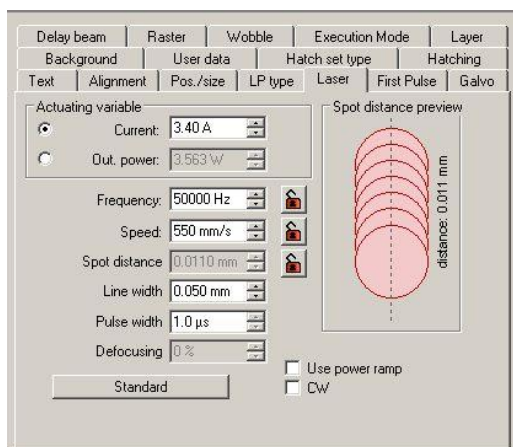 Delay beam Raster Wobble Execution Mode Layer
Background User data Hatch set type Hatching
Text Alignment Pos./size LP type Laser First Pulse Galvo
Actuating variable
Current: 3.40 A
Out. power: 3.563 W
Frequency: 50000 Hz
Speed: 550 mm/s
Spot distance 0.0110 mm
Line width 0.050 mm
Pulse width 1.0 µs
Defocusing 0 %
Standard
Spot distance preview
distance: 0.011 mm
Use power ramp
CW